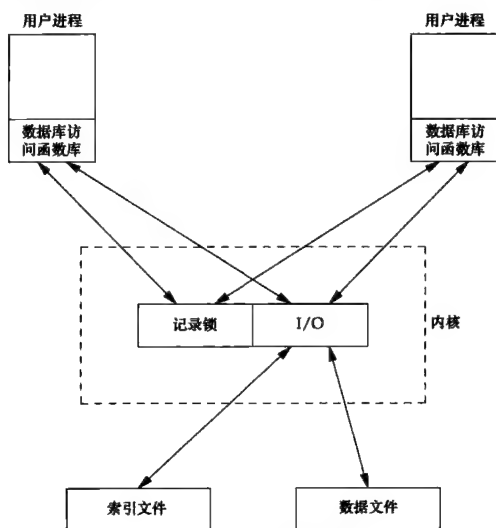 用户进程
用户进程
数据库访
问函数库
数据库访
问函数库
记录锁
I/O
内核
索引文件
数据文件